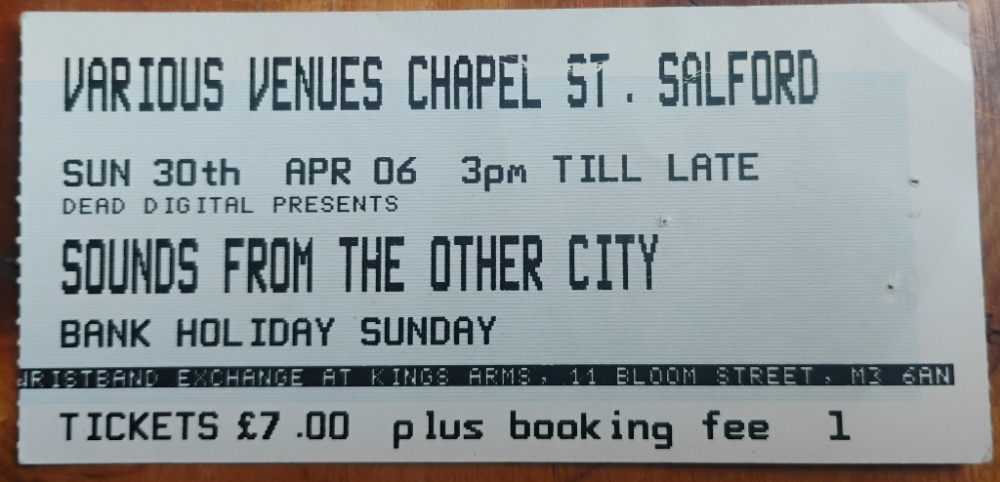 VARIOUS VENUES CHAPEL ST. SALFORD
SUN 30th APR 06 3pm TILL LATE
DEAD DIGITAL PRESENTS
SOUNDS FROM THE OTHER CITY
BANK HOLIDAY SUNDAY
WRISTBAND EXCHANGE AT KINGS ARMS, 11 BLOOM STREET, M3 6AN
TICKETS £7.00 plus booking fee 1